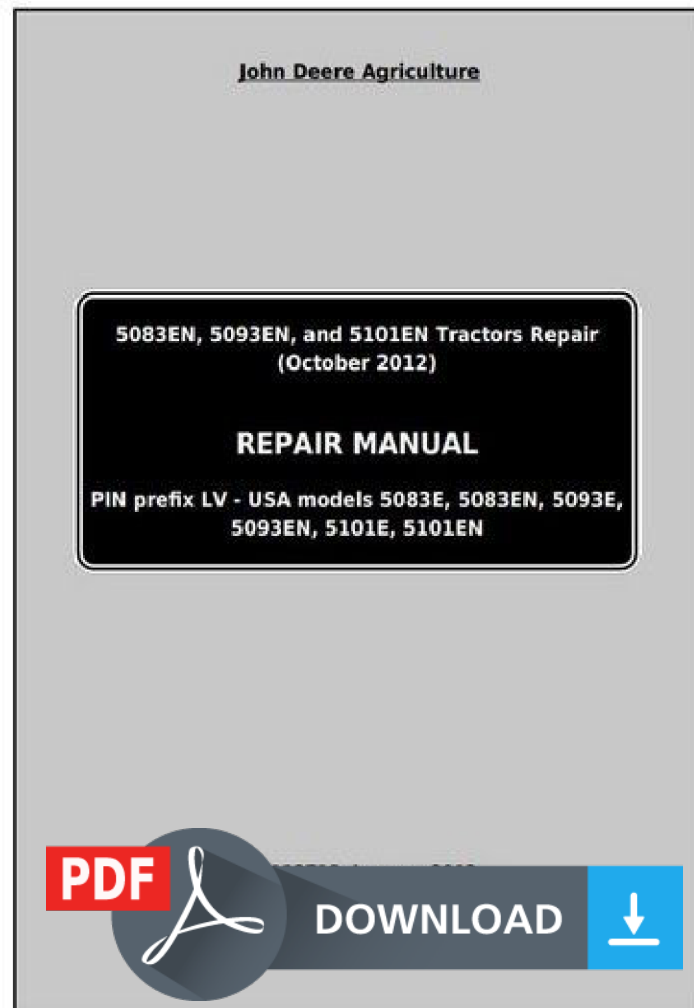 John Deere Agriculture
5083EN, 5093EN, and 5101EN Tractors Repair
(October 2012)
REPAIR MANUAL
PIN prefix LV - USA models 5083E, 5083EN, 5093E,
5093EN, 5101E, 5101EN
PDF
DOWNLOAD